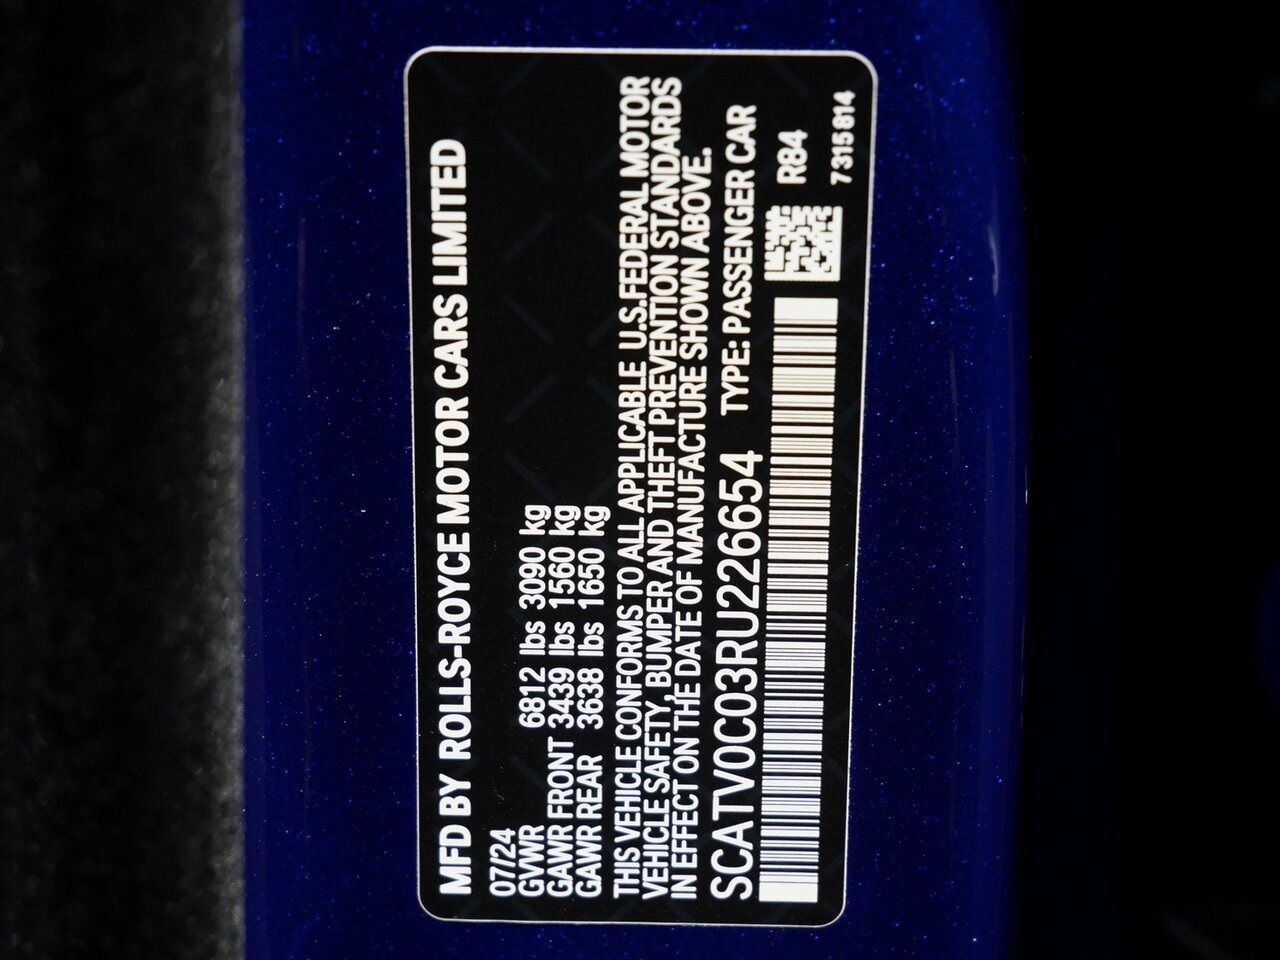 MFD BY ROLLS-ROYCE MOTOR CARS LIMITED
07/24
GVWR 6812 lbs 3090 kg
GAWR FRONT 3439 lbs 1560 kg
GAWR REAR 3638 lbs 1650 kg
THIS VEHICLE CONFORMS TO ALL APPLICABLE U.S.FEDERAL MOTOR
VEHICLE SAFETY, BUMPER AND THEFT PREVENTION STANDARDS
IN EFFECT ON THE DATE OF MANUFACTURE SHOWN ABOVE.
SCATV0C03RU226654 TYPE: PASSENGER CAR
R84
7315814